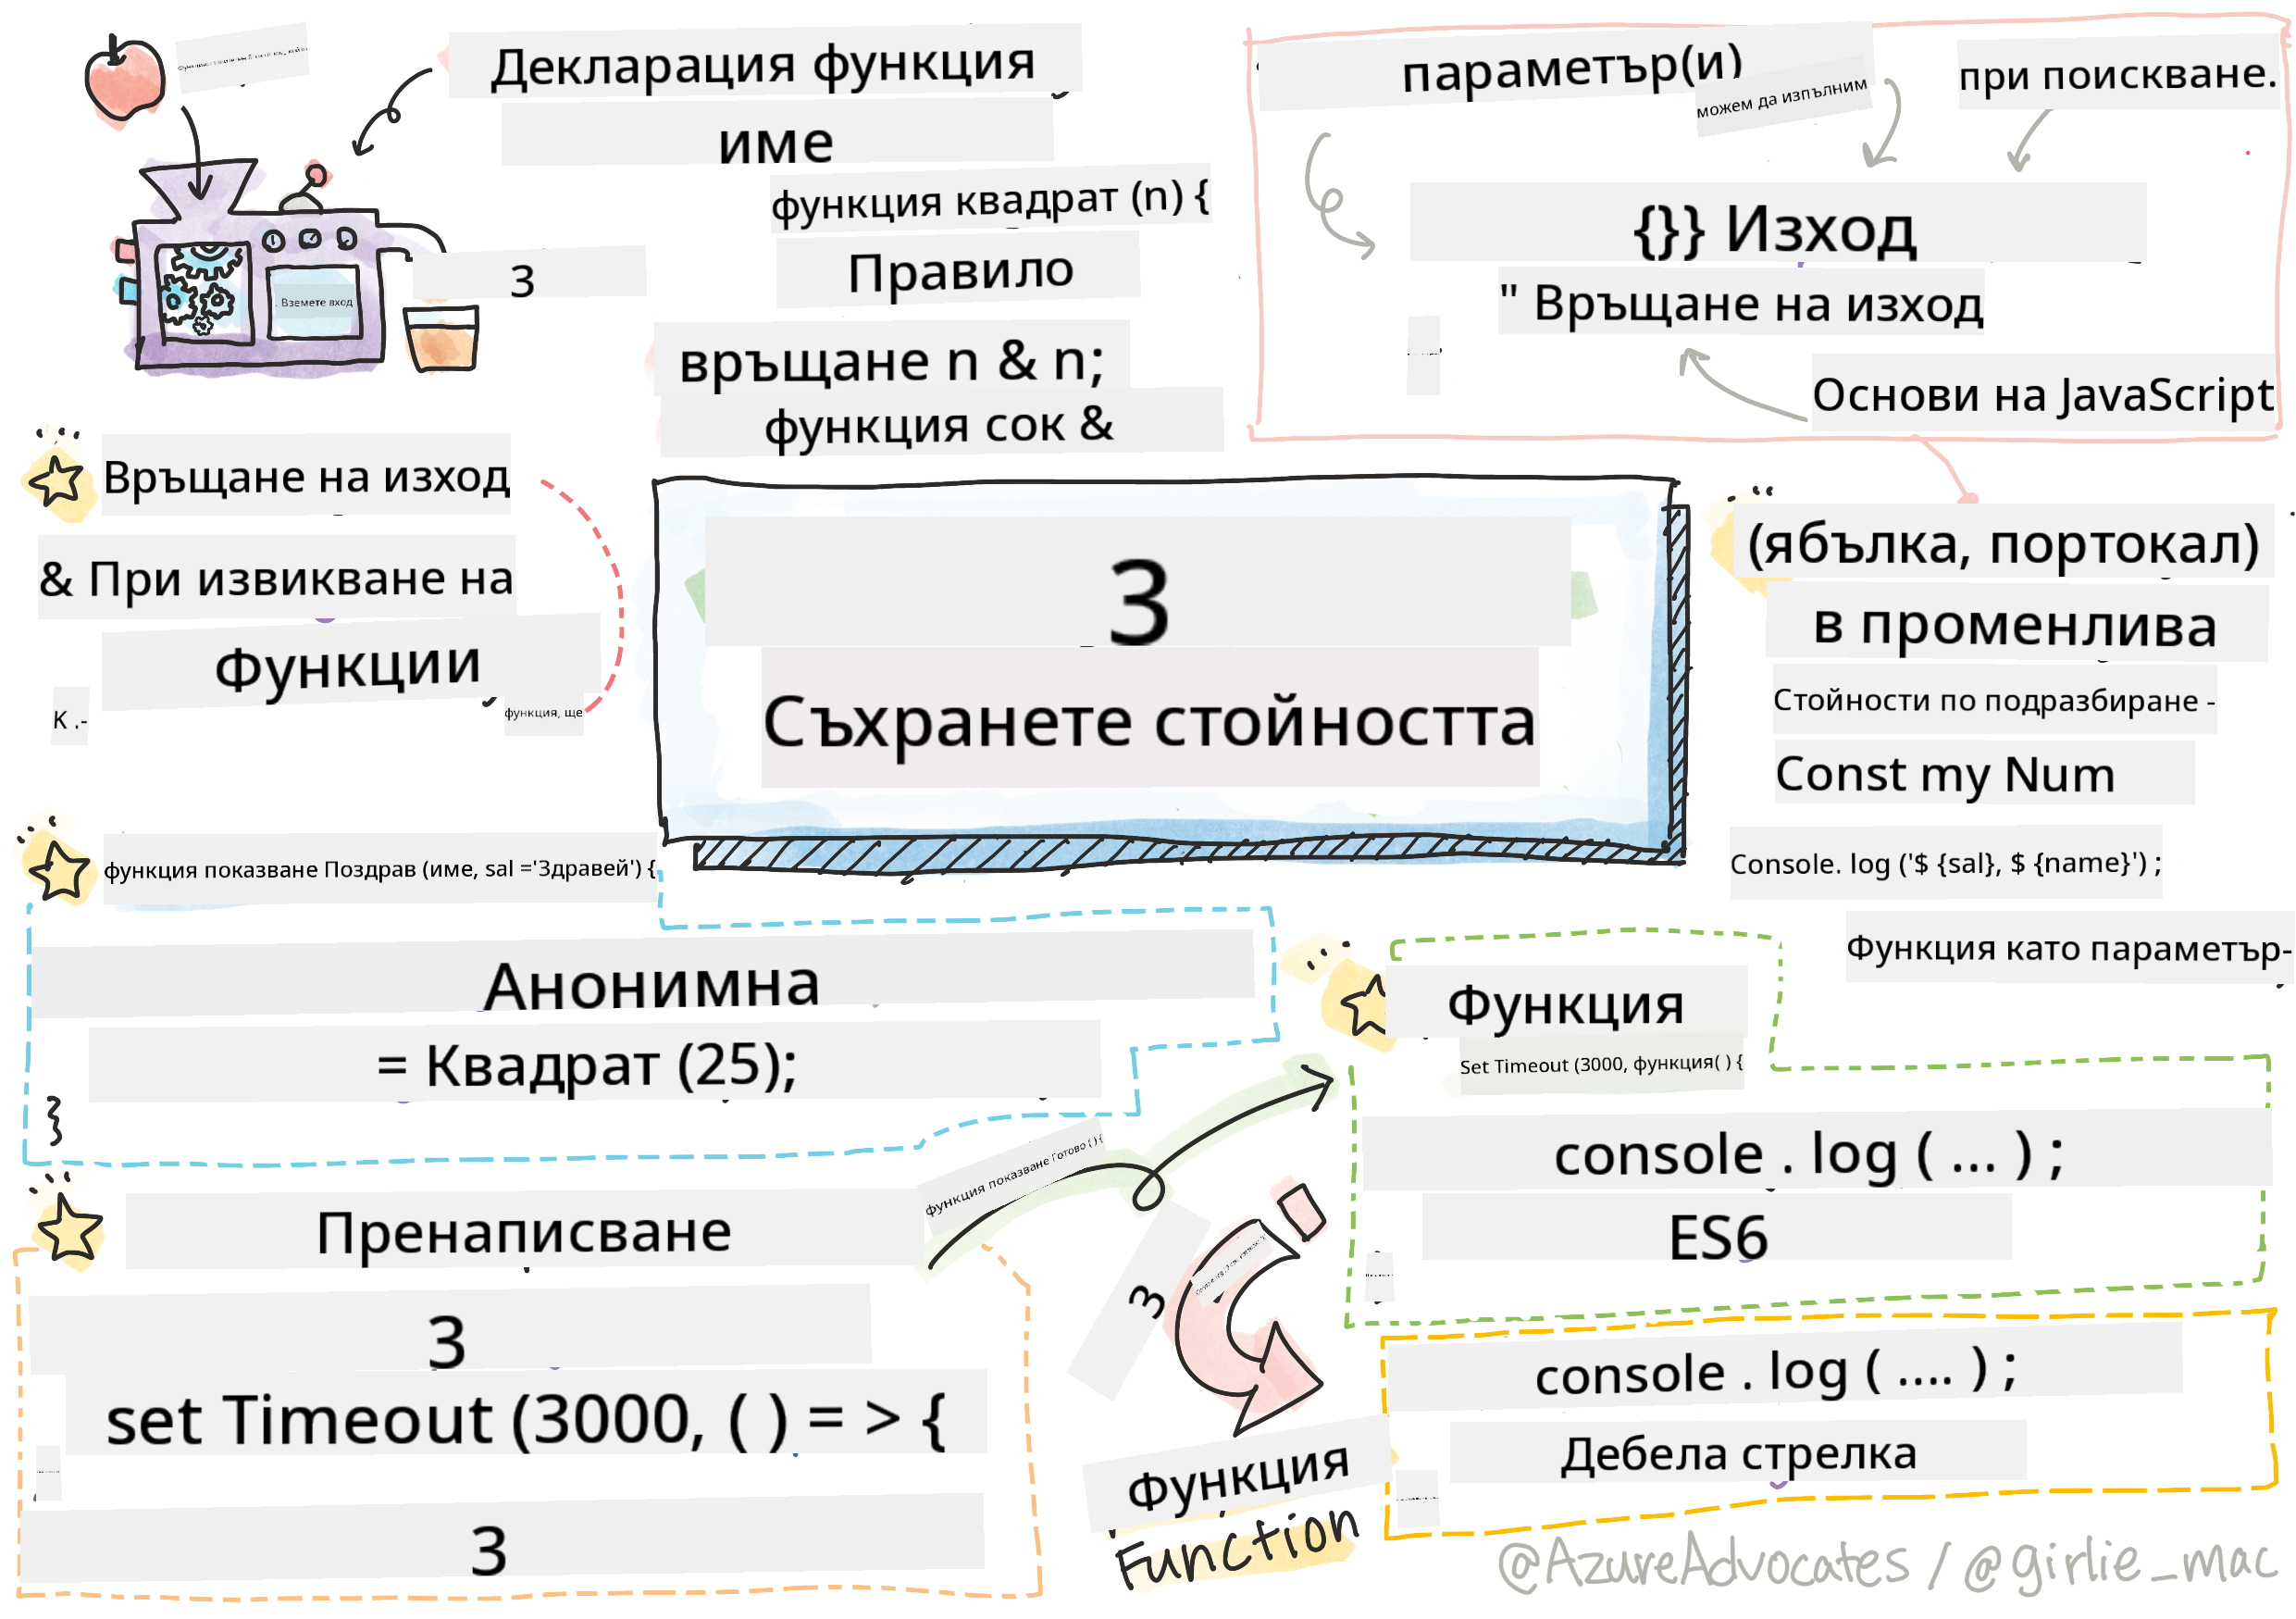 Декларация функция
име
функция квадрат (n) {
Правило
връщане n & n;
функция сок &
3
. Вземете вход
параметър(и)
можем да изпълним
при поискване.
{}} Изход
" Връщане на изход
Основи на JavaScript
Връщане на изход
& При извикване на
Функции
K .-
функция, ще
3
Съхранете стойността
(ябълка, портокал)
в променлива
Стойности по подразбиране -
Const my Num
Console. log ('$ {sal}, $ {name}') ;
Функция като параметър-
функция показване Поздрав (име, sal ='Здравей') {
Анонимна
= Квадрат (25);
}
Пренаписване
3
set Timeout (3000, ( ) = > {
3
функция показване Готово ( ) {
3
Функция
Function
Функция
Set Timeout (3000, функция( ) {
console . log ( ... ) ;
ES6
console . log ( .... ) ;
Дебела стрелка
@AzureAdvocates / @girlie_mac